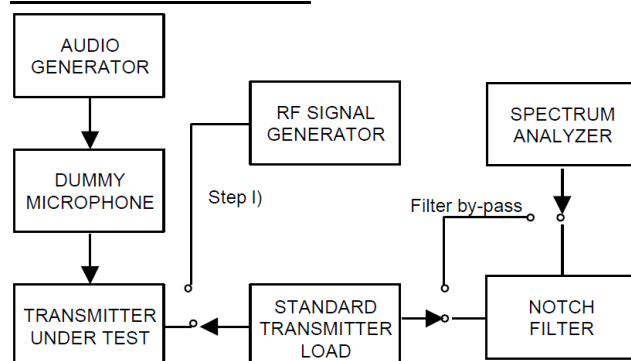 AUDIO
GENERATOR
RF SIGNAL
GENERATOR
SPECTRUM
ANALYZER
DUMMY
MICROPHONE
Step I)
Filter by-pass
TRANSMITTER
UNDER TEST
STANDARD
TRANSMITTER
LOAD
NOTCH
FILTER